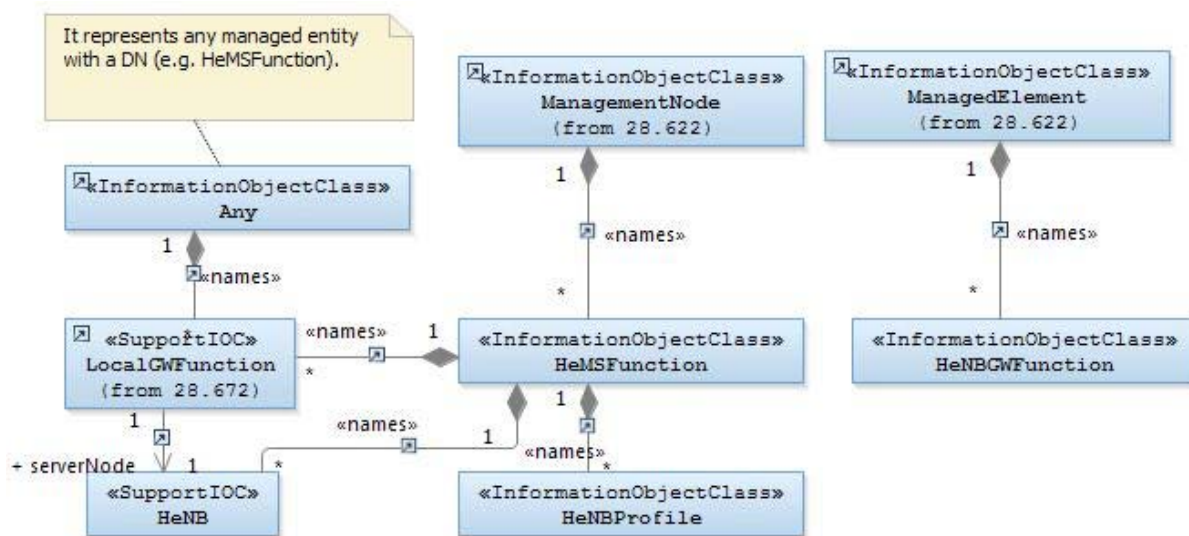 It represents any managed entity
with a DN (e.g. HeMSFunction).
«InformationObjectClass»
ManagementNode
(from 28.622)
«InformationObjectClass»
ManagedElement
(from 28.622)
«InformationObjectClass»
Any
1
1
1
«names»
«names»
«names»
*
*
*
«SupportIOC»
LocalGWFunction
(from 28.672)
«names»
1
*
«InformationObjectClass»
HeMSFunction
«InformationObjectClass»
HeNBGWFunction
1
1
«names»
1
«names»
+ serverNode
1
*
*
«SupportIOC»
HeNB
«InformationObjectClass»
HeNBProfile